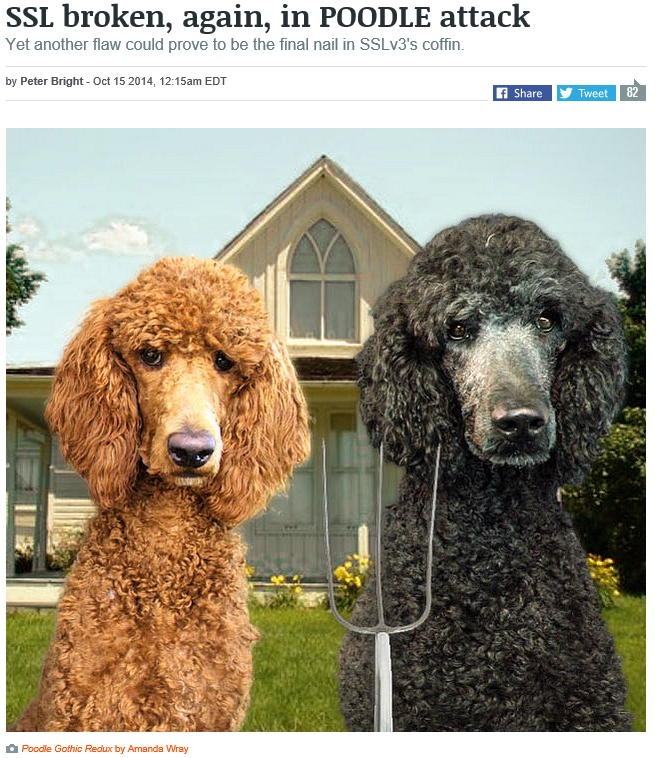 SSL broken, again, in POODLE attack
Yet another flaw could prove to be the final nail in SSLv3's coffin.
by Peter Bright - Oct 15 2014, 12:15am EDT
Share Tweet 82
Poodle Gothic Redux by Amanda Wray